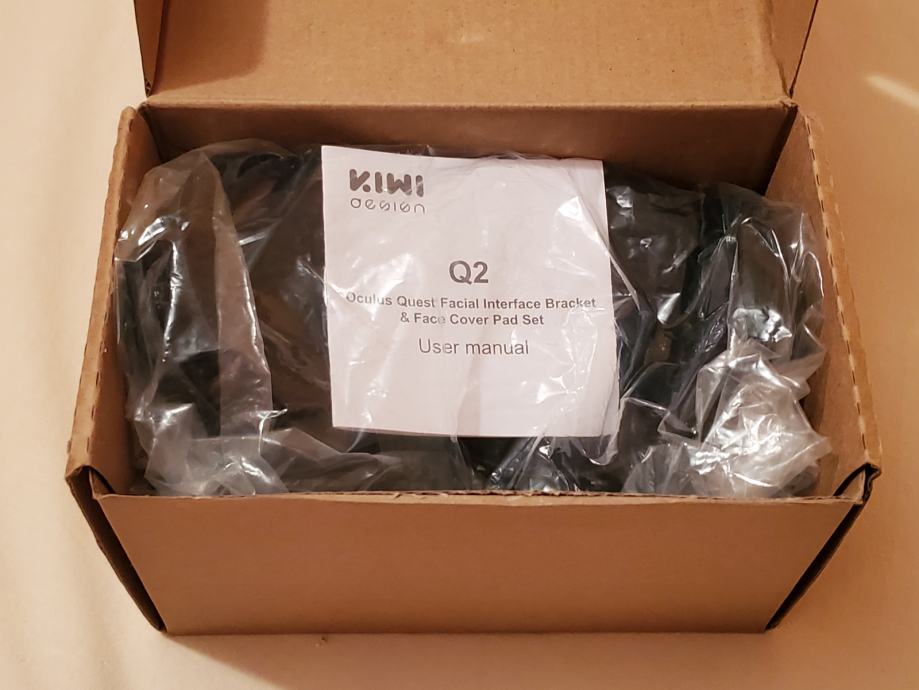 KIWI
design
Q2
Oculus Quest Facial Interface Bracket
& Face Cover Pad Set
User manual